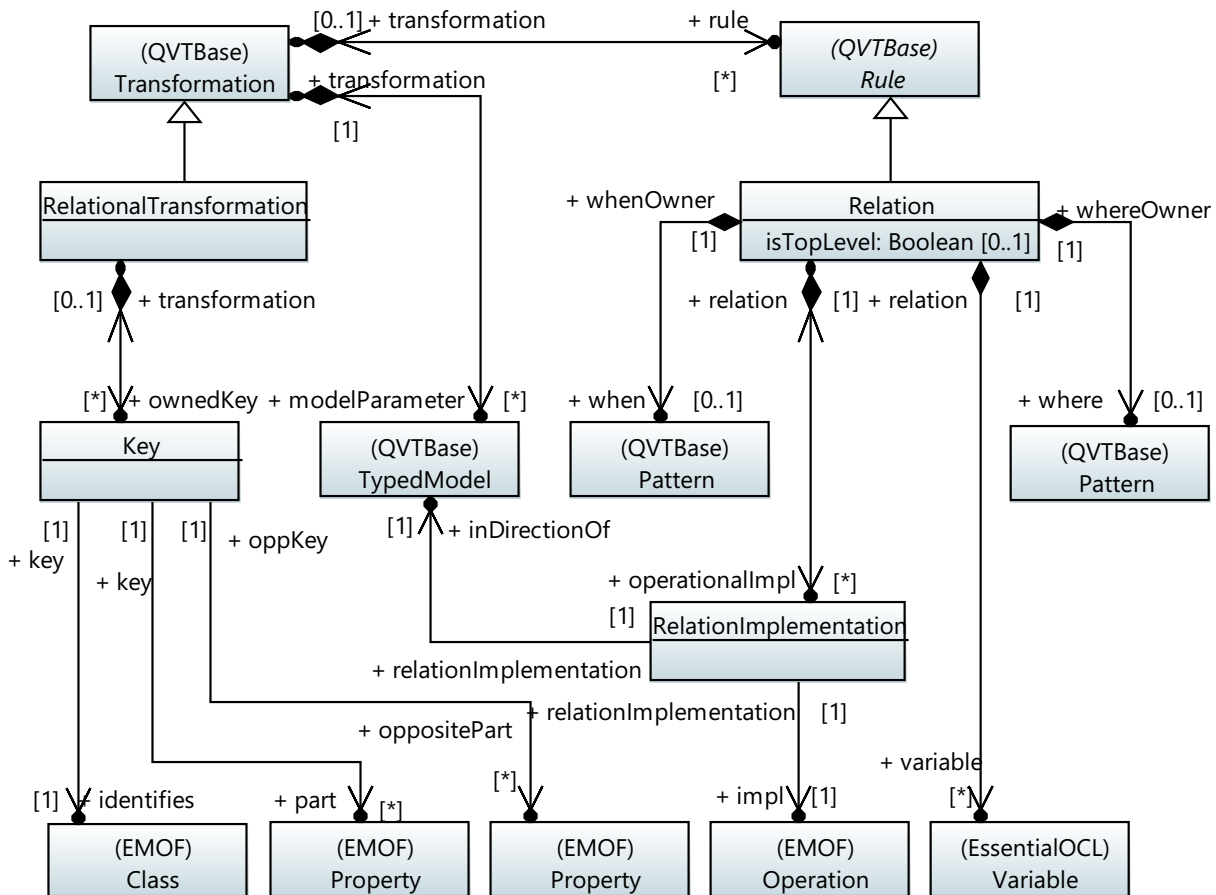 [0..1] + transformation
+ rule
(QVTBase)
Transformation
(QVTBase)
Rule
+ transformation
[*]
[1]
RelationalTransformation
+ whenOwner
Relation
+ whereOwner
[1]
isTopLevel: Boolean [0..1]
[1]
[0..1]
+ transformation
+ relation
[1]
+ relation
[1]
[*]
+ ownedKey
+ modelParameter
[*]
+ when
[0..1]
+ where
[0..1]
Key
(QVTBase)
TypedModel
(QVTBase)
Pattern
(QVTBase)
Pattern
[1]
[1]
[1]
+ oppKey
[1]
+ inDirectionOf
+ key
+ key
+ operationalImpl
[*]
[1]
RelationImplementation
+ relationImplementation
+ relationImplementation
[1]
+ oppositePart
+ variable
[1]
+ identifies
+ part
[*]
[*]
+ impl
[1]
[*]
(EMOF)
Class
(EMOF)
Property
(EMOF)
Property
(EMOF)
Operation
(EssentialOCL)
Variable